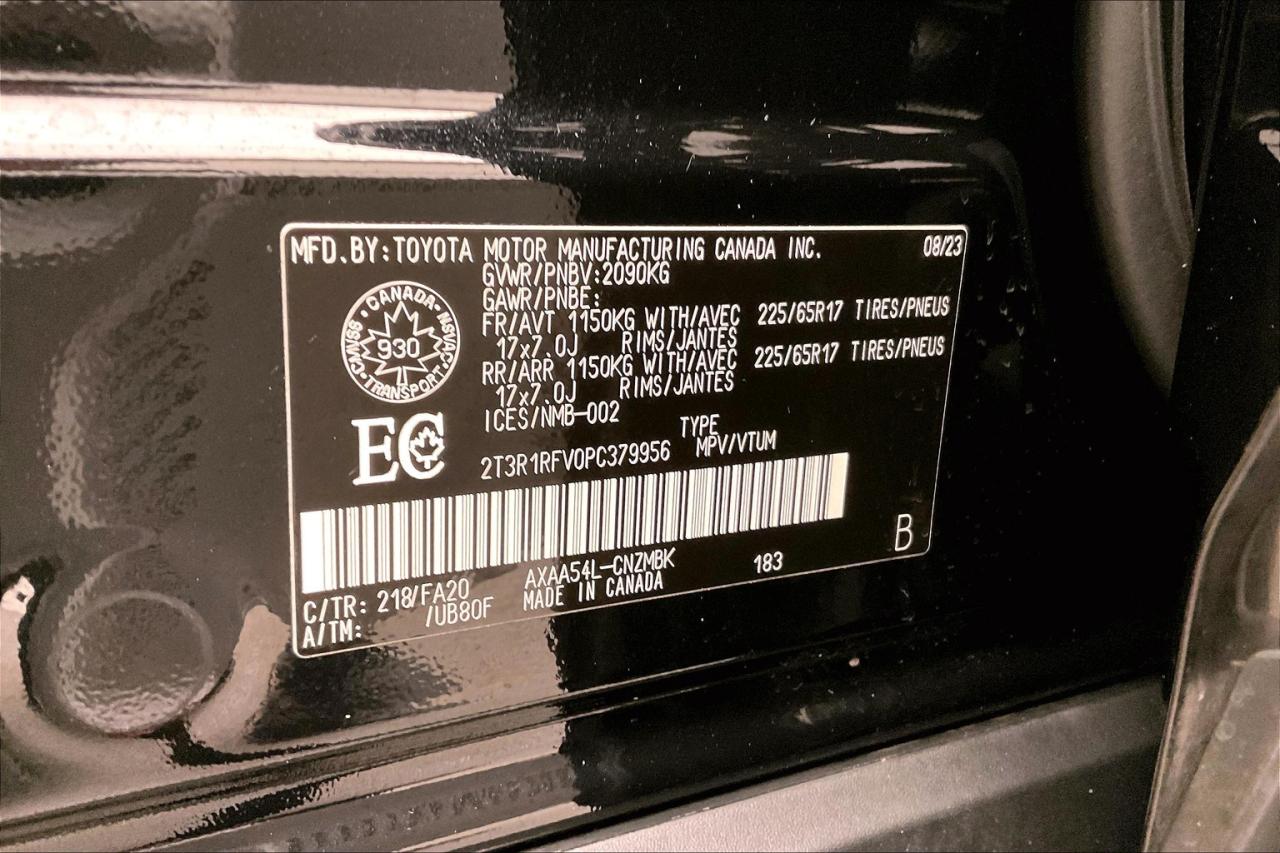 MFD.BY:TOYOTA MOTOR MANUFACTURING CANADA INC. 08/23
GVWR/PNBV:2090KG
GAWR/PNBE:
FR/AVT 1150KG WITH/AVEC 225/65R17 TIRES/PNEUS
17x7.0J RIMS/JANTES
RR/ARR 1150KG WITH/AVEC 225/65R17 TIRES/PNEUS
17x7.0J RIMS/JANTES
ICES/NMB-002
CANADA
CMVSS 930 NSVAC
TRANSPORT
EC
TYPE
2T3R1RFV0PC379956 MPV/VTUM
B
C/TR: 218/FA20 AXAA54L-CNZMBK 183
A/TM: /UB80F MADE IN CANADA